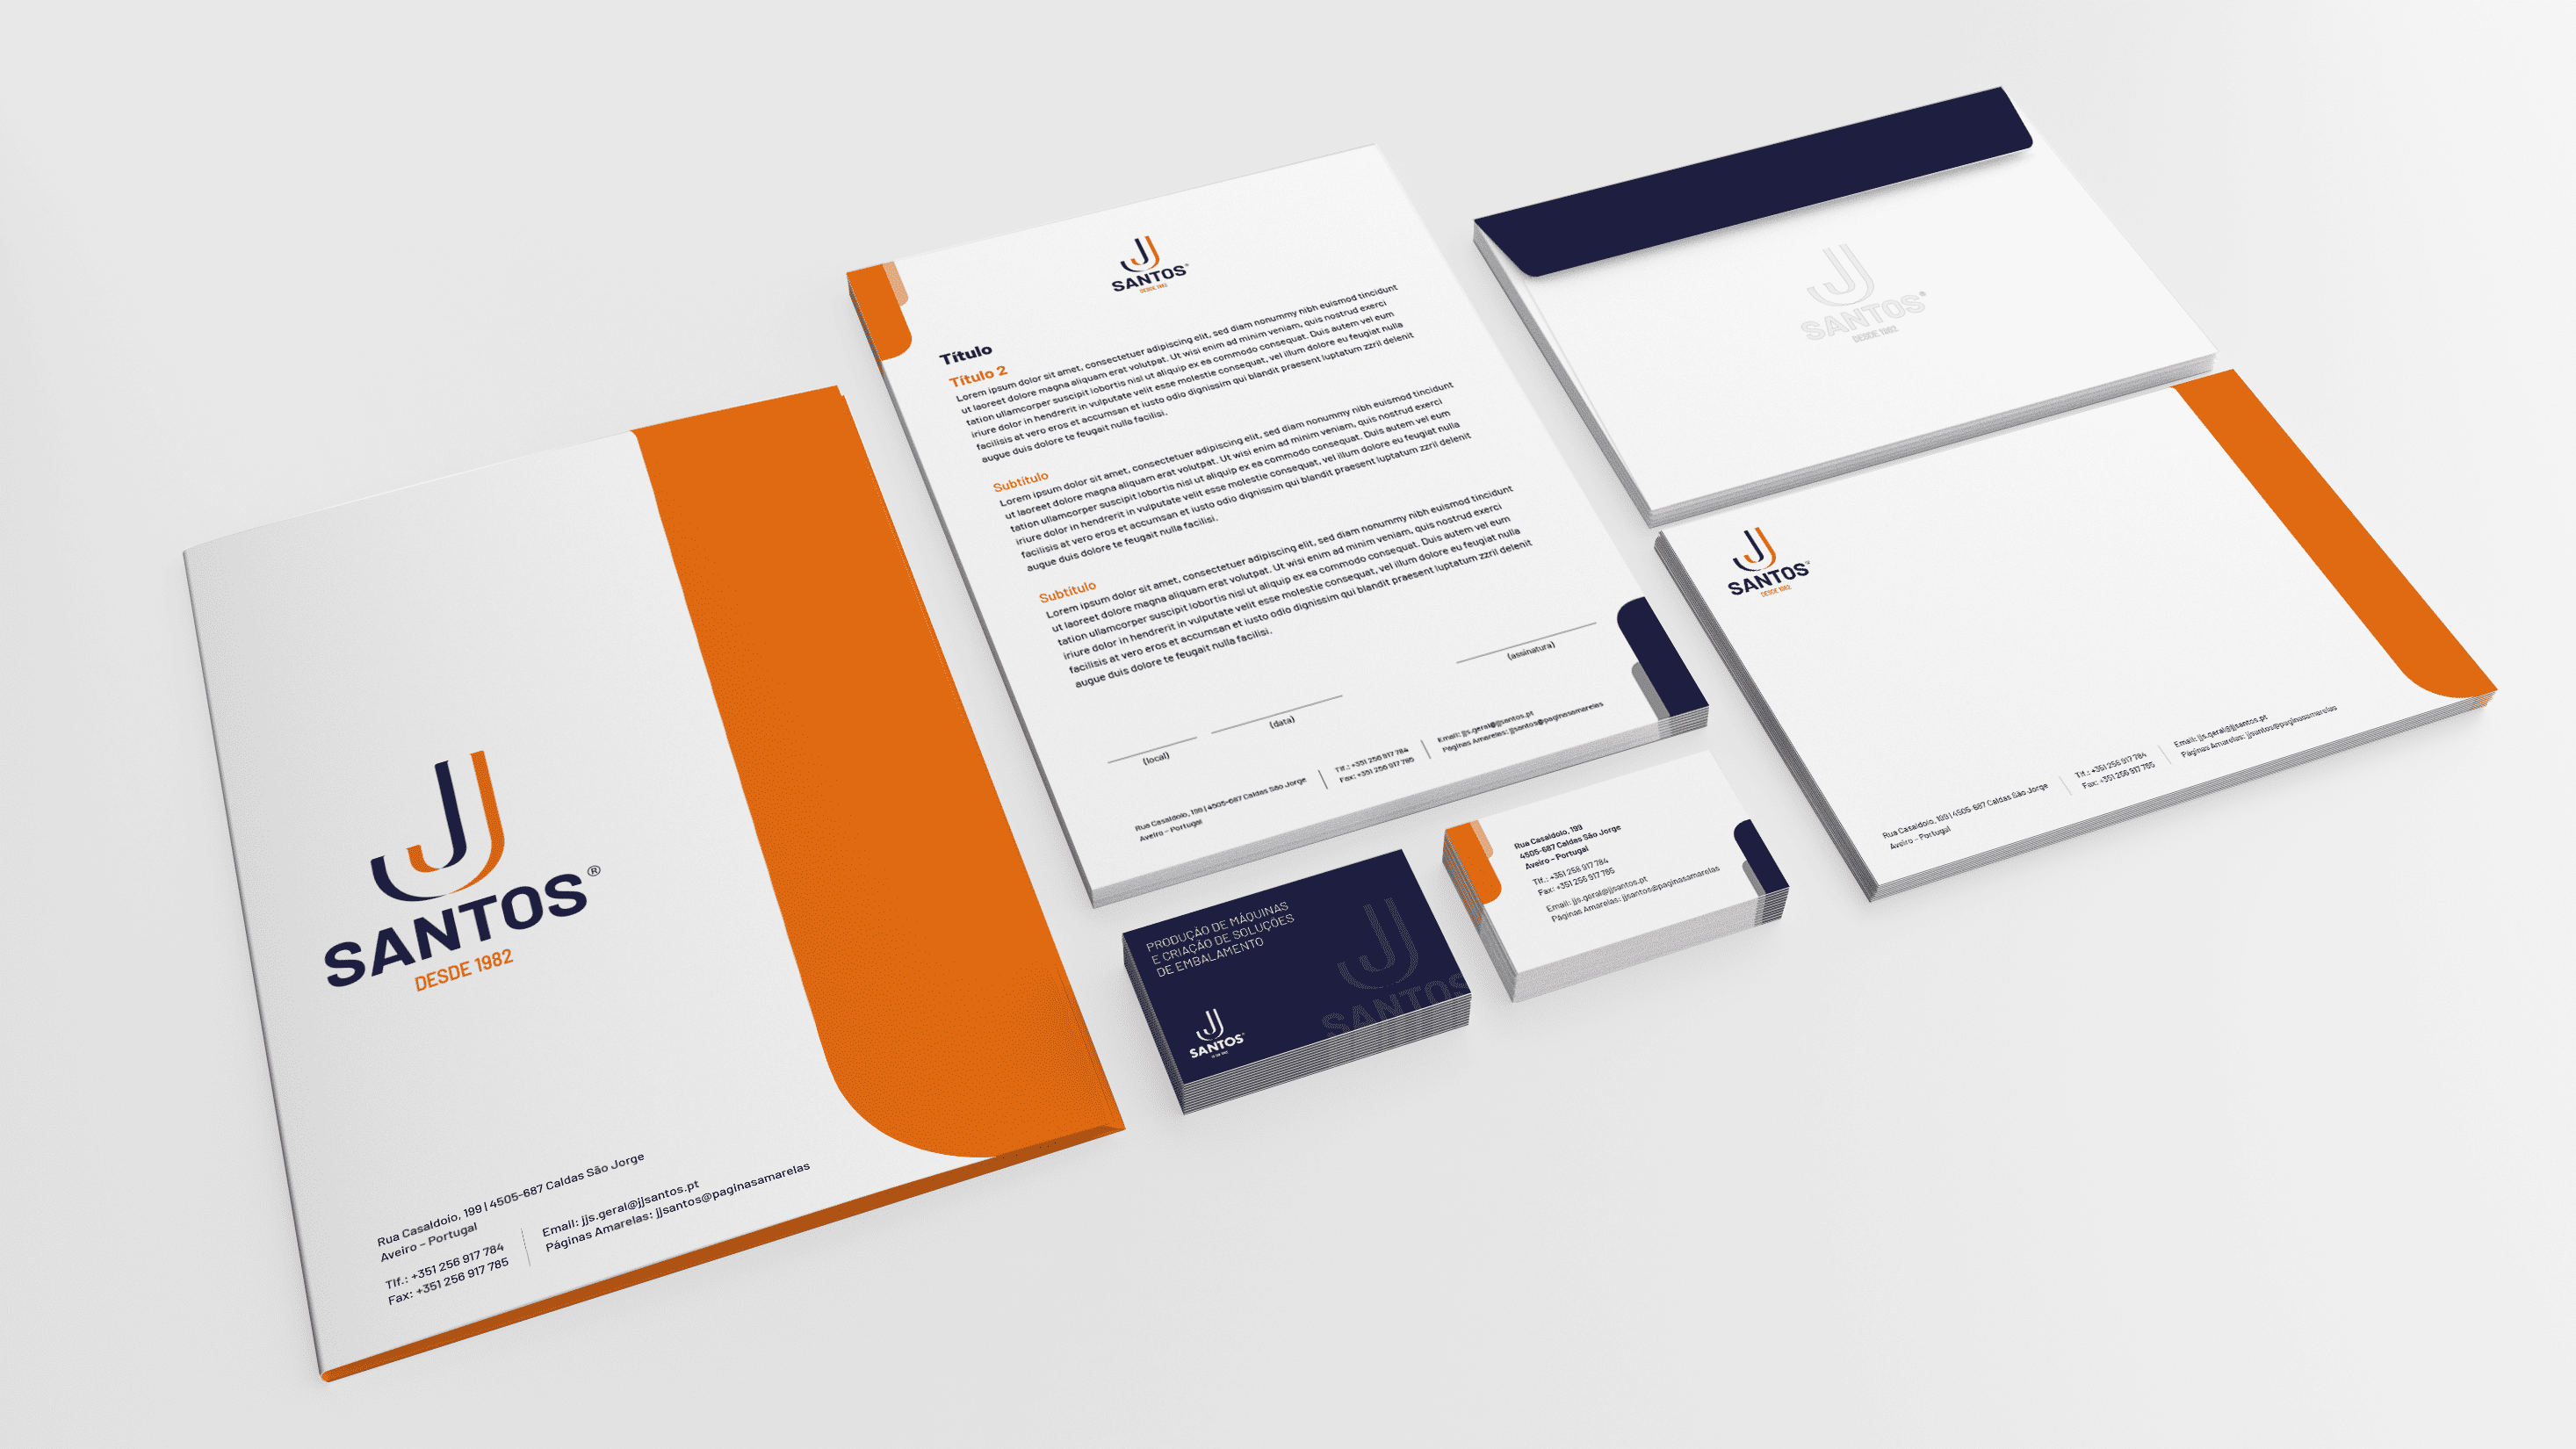 SANTOS®
DESDE 1982
Rua Casaldoio, 199 | 4505-687 Caldas São Jorge
Aveiro – Portugal
Tlf.: +351 256 917 784
Fax: +351 256 917 785
Email: jjs.geral@jjsantos.pt
Páginas Amarelas: jjsantos@paginasamarelas
SANTOS®
DESDE 1982
Título
Título 2
Lorem ipsum dolor sit amet, consectetuer adipiscing elit, sed diam nonummy nibh euismod tincidunt
ut laoreet dolore magna aliquam erat volutpat. Ut wisi enim ad minim veniam, quis nostrud exerci
tation ullamcorper suscipit lobortis nisl ut aliquip ex ea commodo consequat. Duis autem vel eum
iriure dolor in hendrerit in vulputate velit esse molestie consequat, vel illum dolore eu feugiat nulla
facilisis at vero eros et accumsan et iusto odio dignissim qui blandit praesent luptatum zzril delenit
augue duis dolore te feugait nulla facilisi.
Subtítulo
Lorem ipsum dolor sit amet, consectetuer adipiscing elit, sed diam nonummy nibh euismod tincidunt
ut laoreet dolore magna aliquam erat volutpat. Ut wisi enim ad minim veniam, quis nostrud exerci
tation ullamcorper suscipit lobortis nisl ut aliquip ex ea commodo consequat. Duis autem vel eum
iriure dolor in hendrerit in vulputate velit esse molestie consequat, vel illum dolore eu feugiat nulla
facilisis at vero eros et accumsan et iusto odio dignissim qui blandit praesent luptatum zzril delenit
augue duis dolore te feugait nulla facilisi.
Subtítulo
Lorem ipsum dolor sit amet, consectetuer adipiscing elit, sed diam nonummy nibh euismod tincidunt
ut laoreet dolore magna aliquam erat volutpat. Ut wisi enim ad minim veniam, quis nostrud exerci
tation ullamcorper suscipit lobortis nisl ut aliquip ex ea commodo consequat. Duis autem vel eum
iriure dolor in hendrerit in vulputate velit esse molestie consequat, vel illum dolore eu feugiat nulla
facilisis at vero eros et accumsan et iusto odio dignissim qui blandit praesent luptatum zzril delenit
augue duis dolore te feugait nulla facilisi.
(local)
(data)
(assinatura)
Rua Casaldoio, 199 | 4505-687 Caldas São Jorge
Aveiro – Portugal
Tlf.: +351 256 917 784
Fax: +351 256 917 785
Email: jjs.geral@jjsantos.pt
Páginas Amarelas: jjsantos@paginasamarelas
SANTOS®
DESDE 1982
SANTOS
DESDE 1982
Rua Casaldoio, 199 | 4505-687 Caldas São Jorge
Aveiro – Portugal
Tlf.: +351 256 917 784
Fax: +351 256 917 785
Email: jjs.geral@jjsantos.pt
Páginas Amarelas: jjsantos@paginasamarelas
PRODUÇÃO DE MÁQUINAS
E CRIAÇÃO DE SOLUÇÕES
DE EMBALAMENTO
SANTOS
SANTOS
Rua Casaldoio, 199
4505-687 Caldas São Jorge
Aveiro – Portugal
Tlf.: +351 256 917 784
Fax: +351 256 917 785
Email: jjs.geral@jjsantos.pt
Páginas Amarelas: jjsantos@paginasamarelas